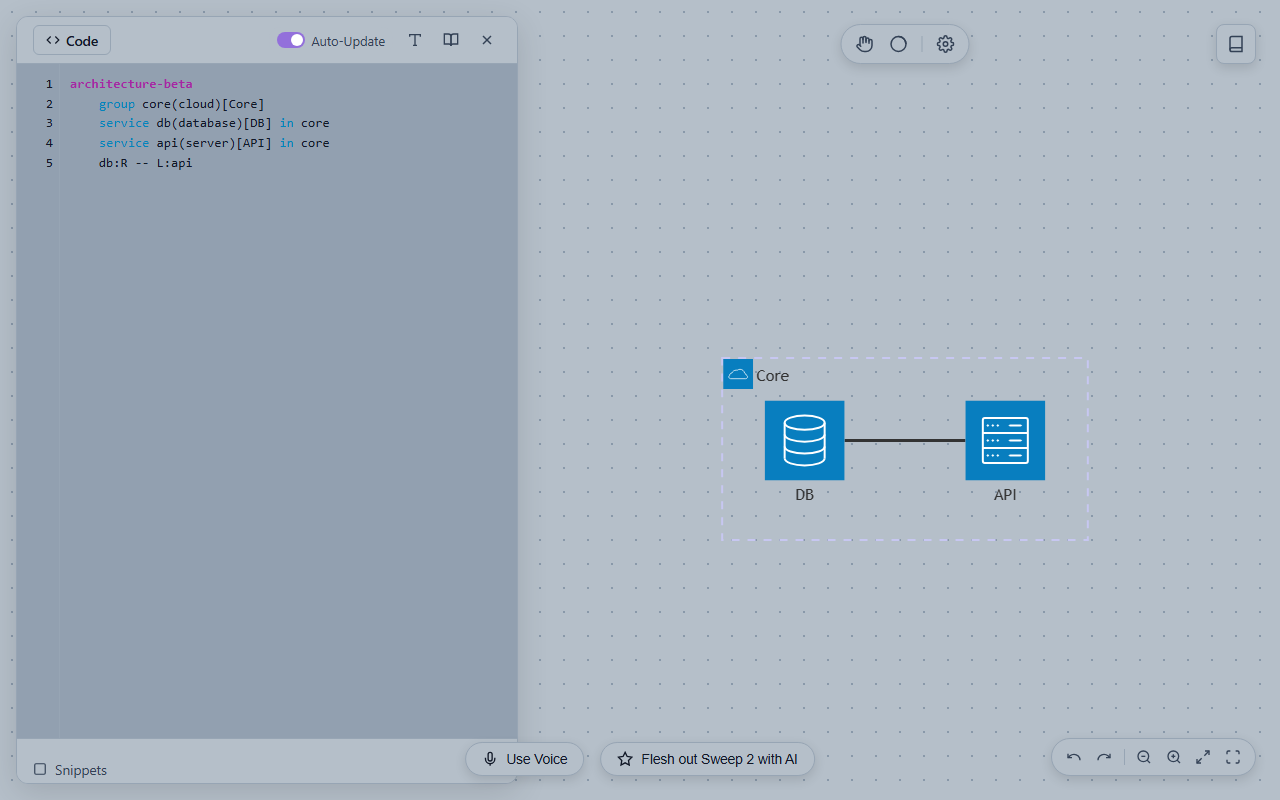 Code
Auto-Update
1 architecture-beta
2 group core(cloud)[Core]
3 service db(database)[DB] in core
4 service api(server)[API] in core
5 db:R -- L:api
Core
DB
API
Snippets
Use Voice
Flesh out Sweep 2 with AI